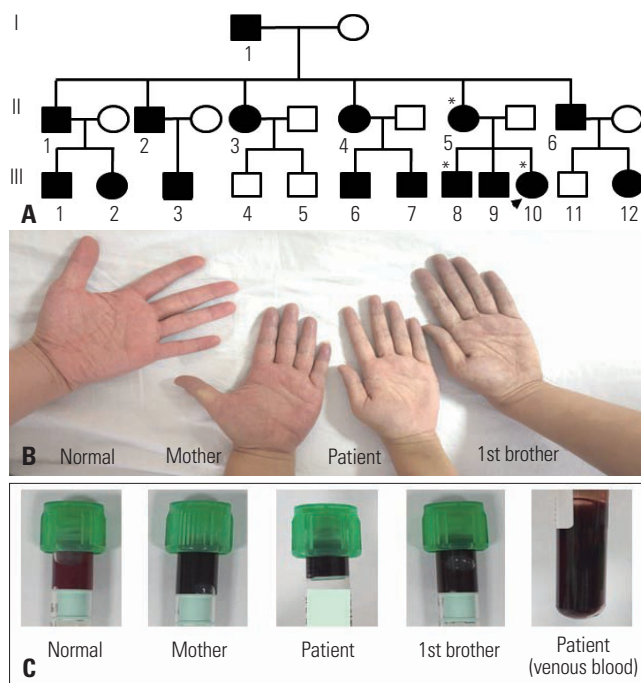 I
1
II
1 2 3 4 * 5 6
III
1 2 3 4 5 6 7 * 8 9 * 10 11 12
A
B Normal Mother Patient 1st brother
Normal Mother Patient 1st brother Patient
(venous blood)
C